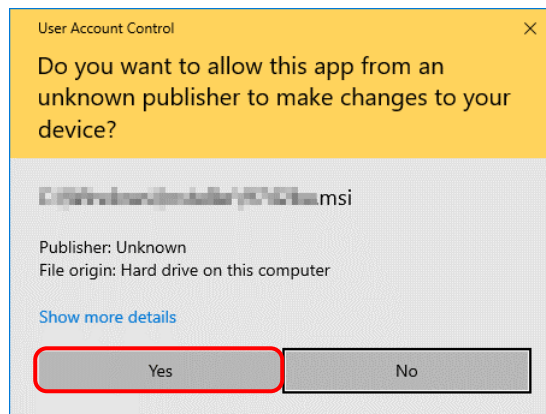 User Account Control
Do you want to allow this app from an
unknown publisher to make changes to your
device?
.msi
Publisher: Unknown
File origin: Hard drive on this computer
Show more details
Yes
No